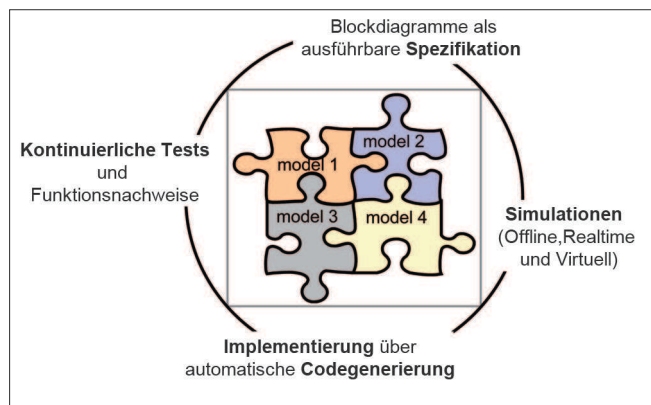 Blockdiagramme als
ausführbare Spezifikation
Kontinuierliche Tests
und
Funktionsnachweise
model 1
model 2
model 3
model 4
Simulationen
(Offline,Realtime
und Virtuell)
Implementierung über
automatische Codegenerierung